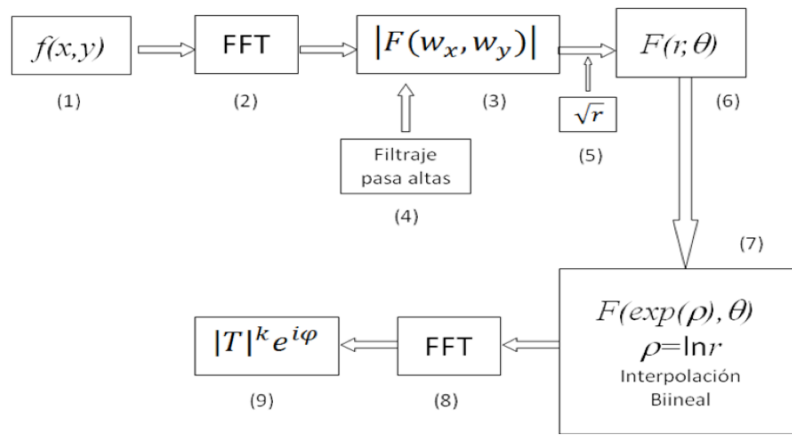 f(x,y)
FFT
|F(w_x, w_y)|
F(r; θ)
(1)
(2)
(3)
√r
(6)
(5)
Filtraje
pasa altas
(4)
(7)
F(exp(ρ), θ)
ρ=lnr
Interpolación
Biineal
|T|^k e^{iφ}
FFT
(9)
(8)